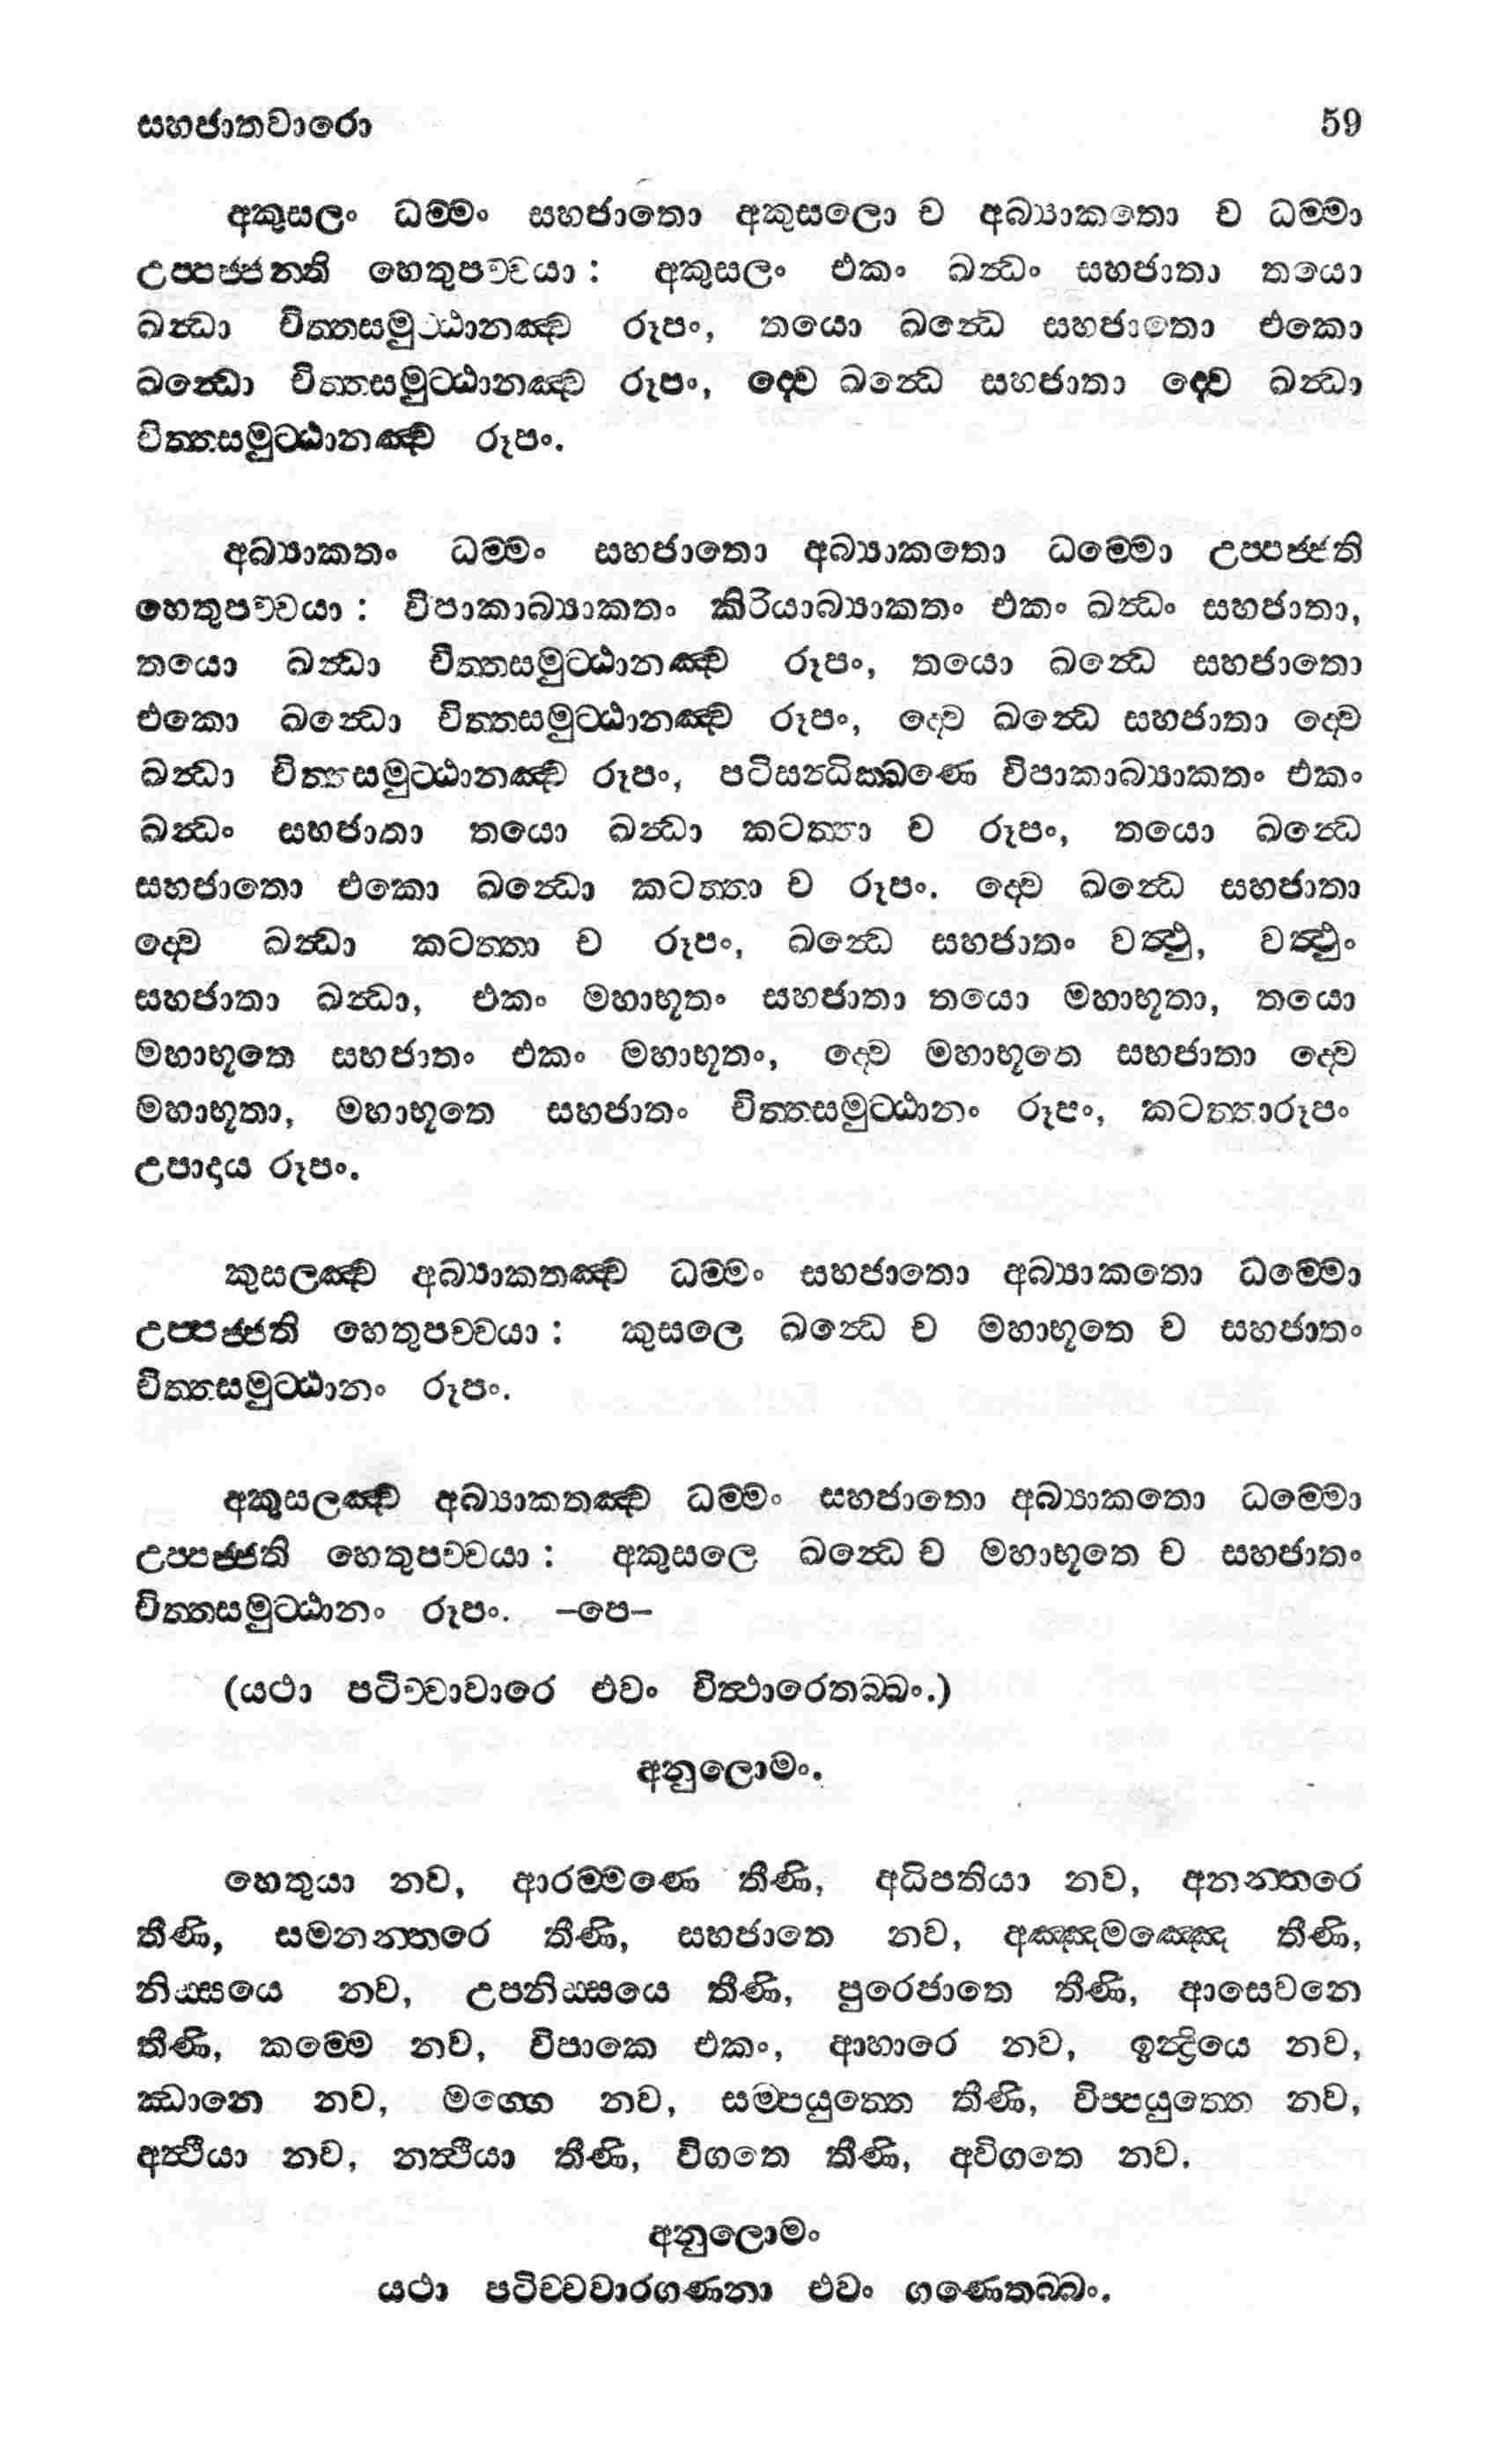 සහජාතවාරො 59
අකුසලං ධම්මං සහජාතො අකුසලො ච අබ්‍යාකතො ච ධම්මා
උප්පජ්ජන්ති හෙතුපච්චයා : අකුසලං එකං ඛන්ධං සහජාතා තයො
ඛන්ධා චිත්තසමුට්ඨානඤ්ච රූපං, තයො ඛන්ධෙ සහජාතො එකො
ඛන්ධො චිත්තසමුට්ඨානඤ්ච රූපං, ද්වෙ ඛන්ධෙ සහජාතා ද්වෙ ඛන්ධා
චිත්තසමුට්ඨානඤ්ච රූපං.
අබ්‍යාකතං ධම්මං සහජාතො අබ්‍යාකතො ධම්මො උප්පජ්ජති
හෙතුපච්චයා : විපාකාබ්‍යාකතං කිරියාබ්‍යාකතං එකං ඛන්ධං සහජාතා,
තයො ඛන්ධා චිත්තසමුට්ඨානඤ්ච රූපං, තයො ඛන්ධෙ සහජාතො
එකො ඛන්ධො චිත්තසමුට්ඨානඤ්ච රූපං, ද්වෙ ඛන්ධෙ සහජාතා ද්වෙ
ඛන්ධා චිත්තසමුට්ඨානඤ්ච රූපං, පටිසන්ධික්ඛණෙ විපාකාබ්‍යාකතං එකං
ඛන්ධං සහජාතා තයො ඛන්ධා කටත්තා ච රූපං, තයො ඛන්ධෙ
සහජාතො එකො ඛන්ධො කටත්තා ච රූපං. ද්වෙ ඛන්ධෙ සහජාතා
ද්වෙ ඛන්ධා කටත්තා ච රූපං, ඛන්ධෙ සහජාතං වත්ථු, වත්ථුං
සහජාතා ඛන්ධා, එකං මහාභූතං සහජාතා තයො මහාභූතා, තයො
මහාභූතෙ සහජාතං එකං මහාභූතං, ද්වෙ මහාභූතෙ සහජාතා ද්වෙ
මහාභූතා, මහාභූතෙ සහජාතං චිත්තසමුට්ඨානං රූපං, කටත්තාරූපං
උපාදාය රූපං.
කුසලඤ්ච අබ්‍යාකතඤ්ච ධම්මං සහජාතො අබ්‍යාකතො ධම්මො
උප්පජ්ජති හෙතුපච්චයා : කුසලෙ ඛන්ධෙ ච මහාභූතෙ ච සහජාතං
චිත්තසමුට්ඨානං රූපං.
අකුසලඤ්ච අබ්‍යාකතඤ්ච ධම්මං සහජාතො අබ්‍යාකතො ධම්මො
උප්පජ්ජති හෙතුපච්චයා : අකුසලෙ ඛන්ධෙ ච මහාභූතෙ ච සහජාතං
චිත්තසමුට්ඨානං රූපං. –පෙ–
(යථා පටිච්චාවාරෙ එවං විත්ථාරෙතබ්බං.)
අනුලොමං.
හෙතුයා නව, ආරම්මණෙ තීණි, අධිපතියා නව, අනන්තරෙ
තීණි, සමනන්තරෙ තීණි, සහජාතෙ නව, අඤ්ඤමඤ්ඤෙ තීණි,
නිස්සයෙ නව, උපනිස්සයෙ තීණි, පුරෙජාතෙ තීණි, ආසෙවනෙ
තීණි, කම්මෙ නව, විපාකෙ එකං, ආහාරෙ නව, ඉන්ද්‍රියෙ නව,
ඣානෙ නව, මග්ගෙ නව, සම්පයුත්තෙ තීණි, විප්පයුත්තෙ නව,
අත්ථියා නව, නත්ථියා තීණි, විගතෙ තීණි, අවිගතෙ නව.
අනුලොමං
යථා පටිච්චවාරගණනා එවං ගණෙතබ්බං.